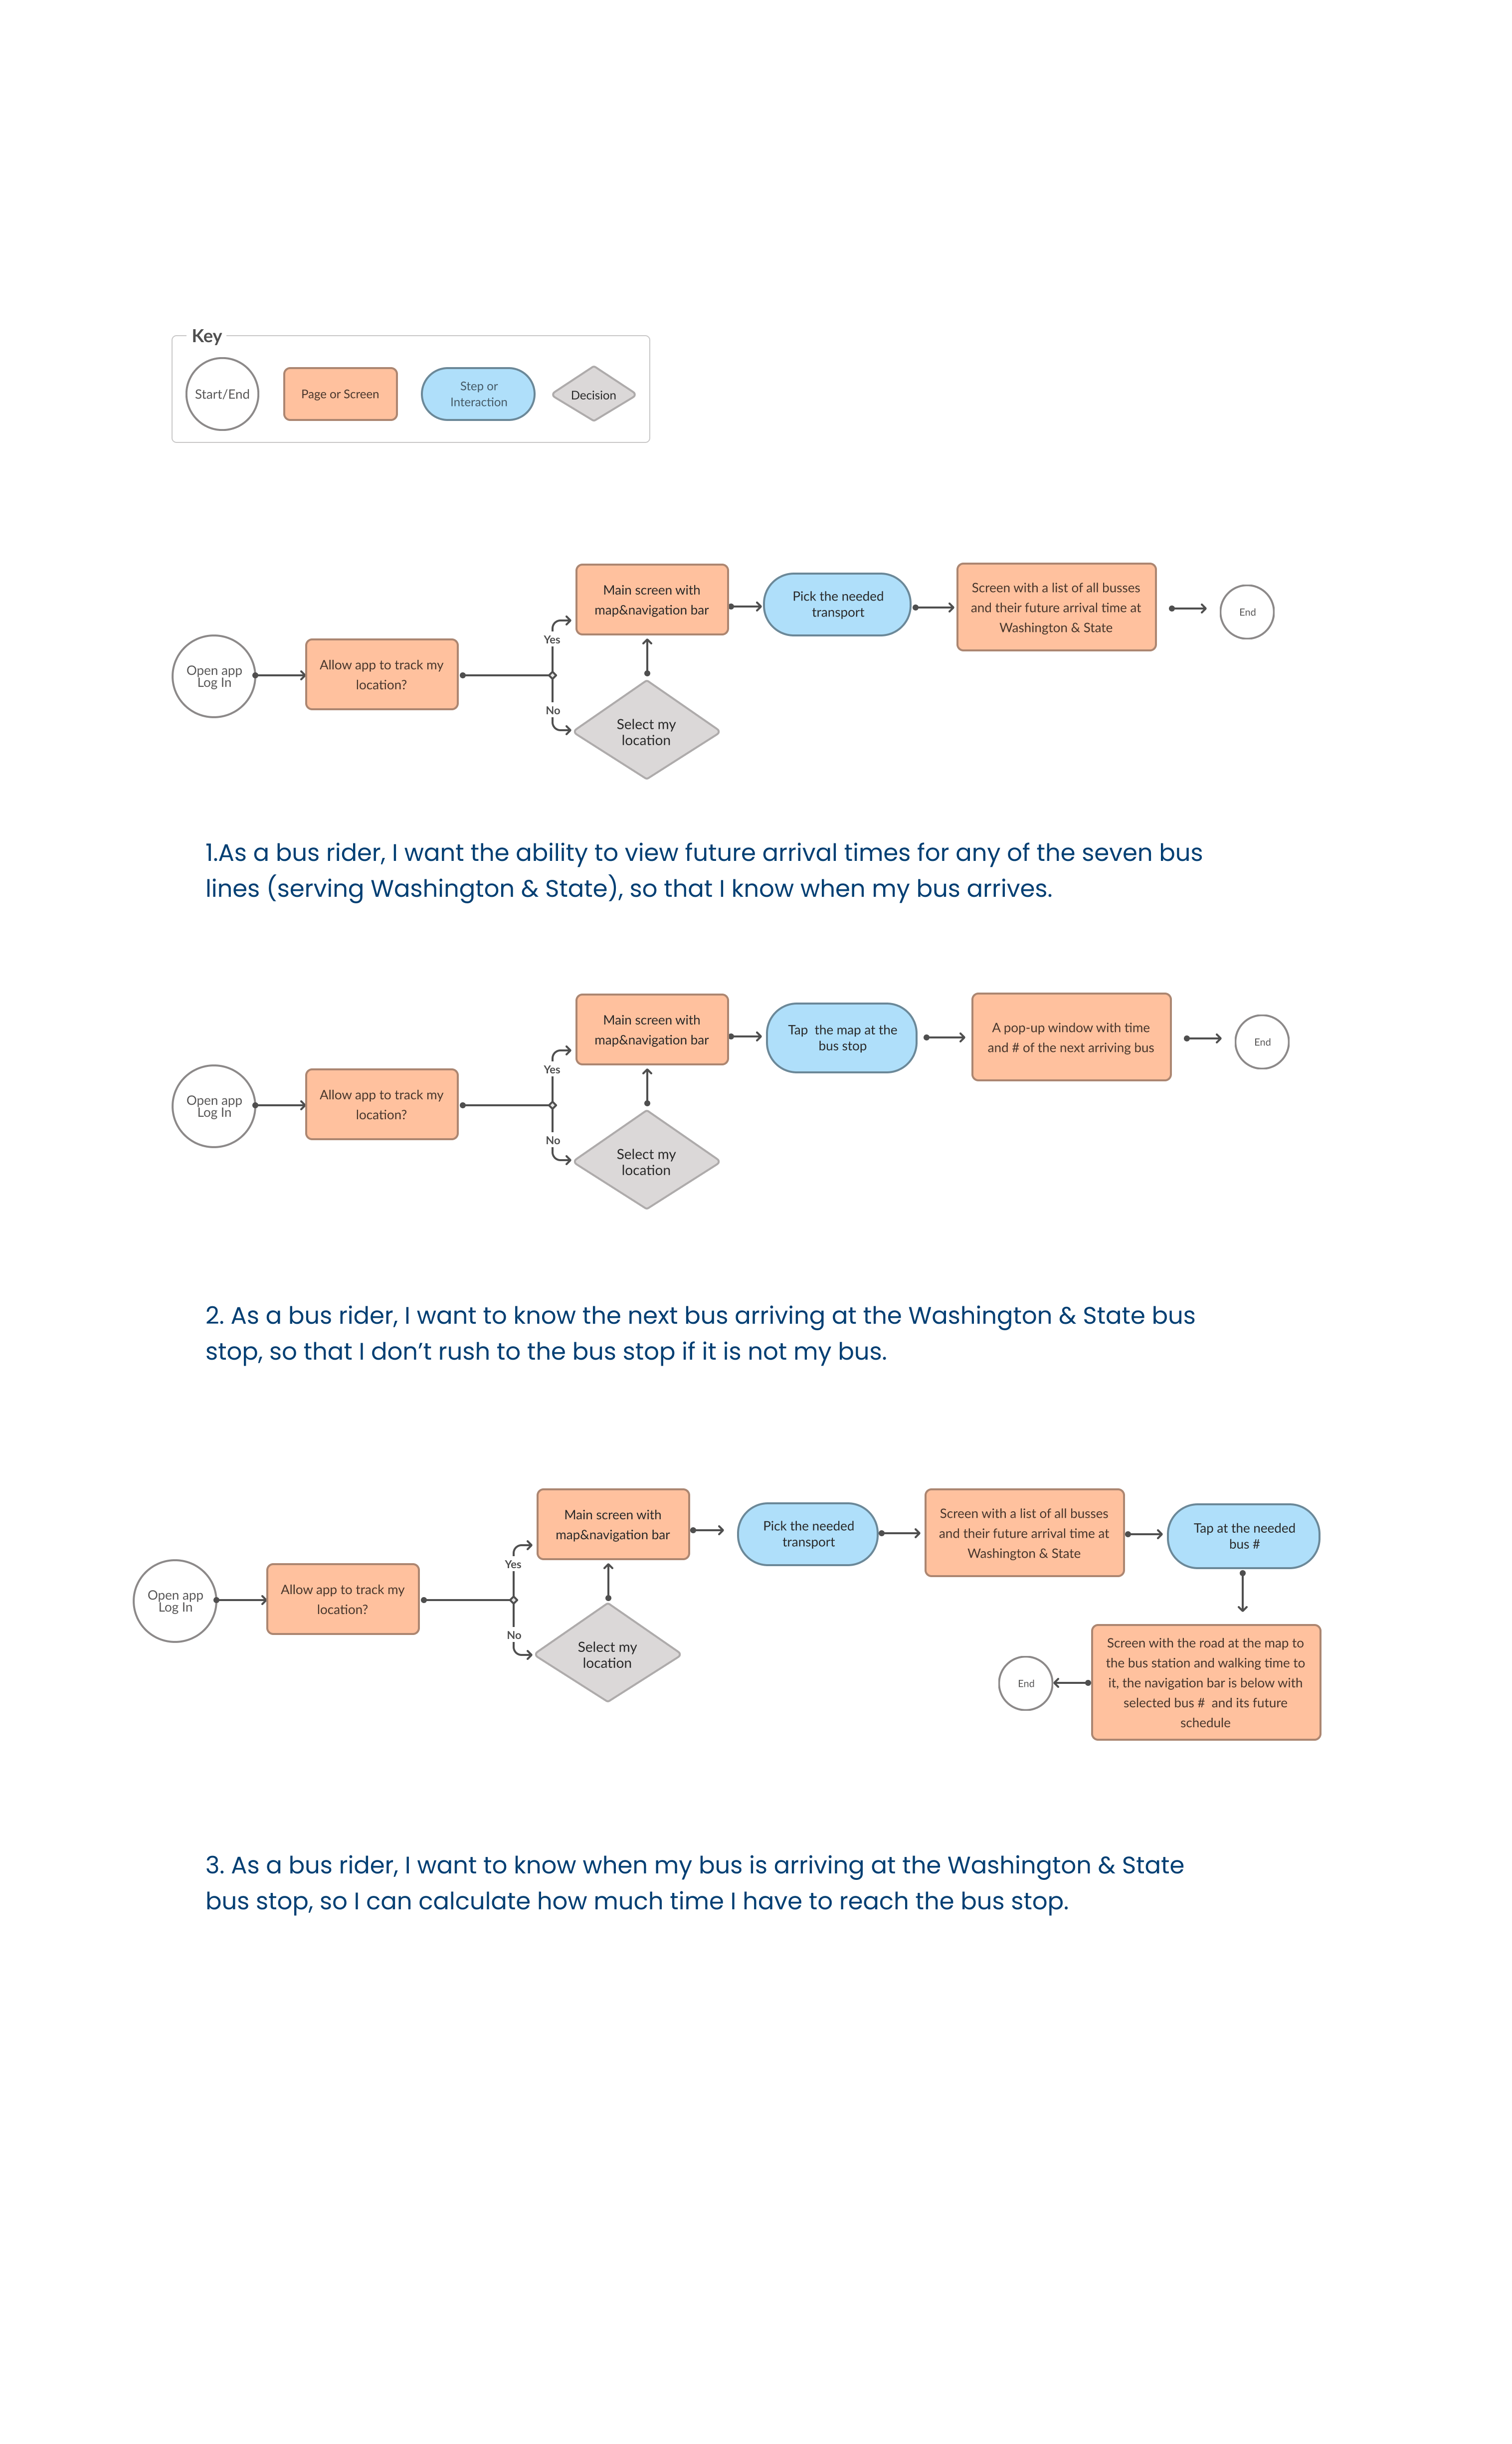 Key
Start/End
Page or Screen
Step or
Interaction
Decision
Main screen with
map&navigation bar
Pick the needed
transport
Screen with a list of all busses
and their future arrival time at
Washington & State
End
Yes
Open app
Log In
Allow app to track my
location?
No
Select my
location
1.As a bus rider, I want the ability to view future arrival times for any of the seven bus
lines (serving Washington & State), so that I know when my bus arrives.
Main screen with
map&navigation bar
Tap  the map at the
bus stop
A pop-up window with time
and # of the next arriving bus
End
Yes
Open app
Log In
Allow app to track my
location?
No
Select my
location
2. As a bus rider, I want to know the next bus arriving at the Washington & State bus
stop, so that I don’t rush to the bus stop if it is not my bus.
Main screen with
map&navigation bar
Pick the needed
transport
Screen with a list of all busses
and their future arrival time at
Washington & State
Tap at the needed
bus #
Yes
Open app
Log In
Allow app to track my
location?
No
Select my
location
Screen with the road at the map to
the bus station and walking time to
it, the navigation bar is below with
selected bus #  and its future
schedule
End
3. As a bus rider, I want to know when my bus is arriving at the Washington & State
bus stop, so I can calculate how much time I have to reach the bus stop.